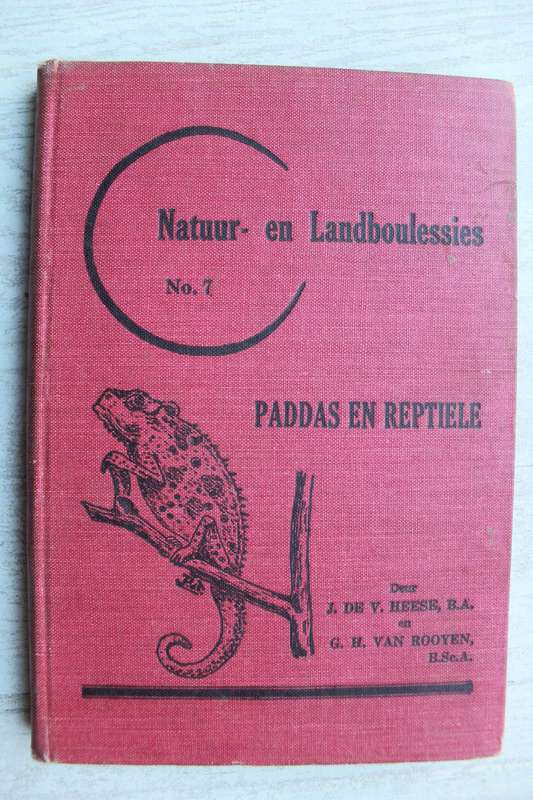 Natuur- en Landboulessies
No. 7
PADDAS EN REPTIELE
Deur
J. DE V. HEESE, B.A.
en
G. H. VAN ROOYEN,
B.Sc.A.